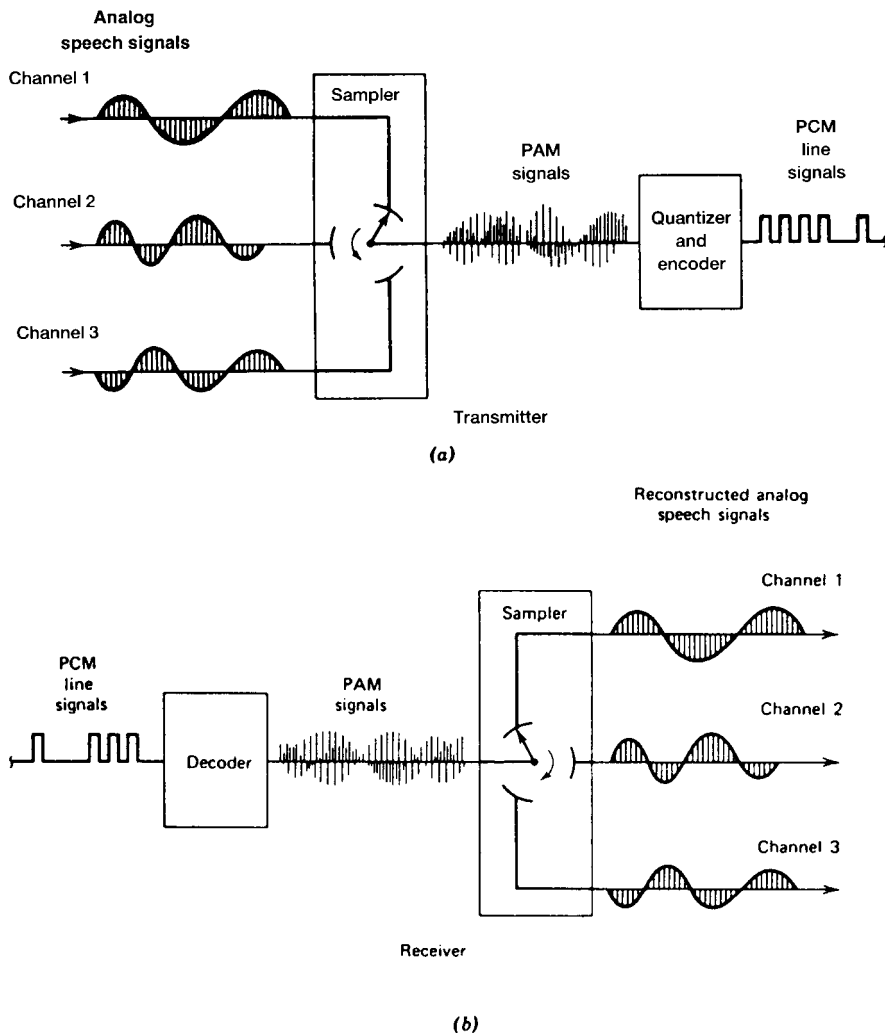 Analog
speech signals
Channel 1
Sampler
PAM
signals
PCM
line
signals
Channel 2
Quantizer
and
encoder
Channel 3
Transmitter
(a)
Reconstructed analog
speech signals
Channel 1
Sampler
PCM
line
signals
PAM
signals
Channel 2
Decoder
Channel 3
Receiver
(b)